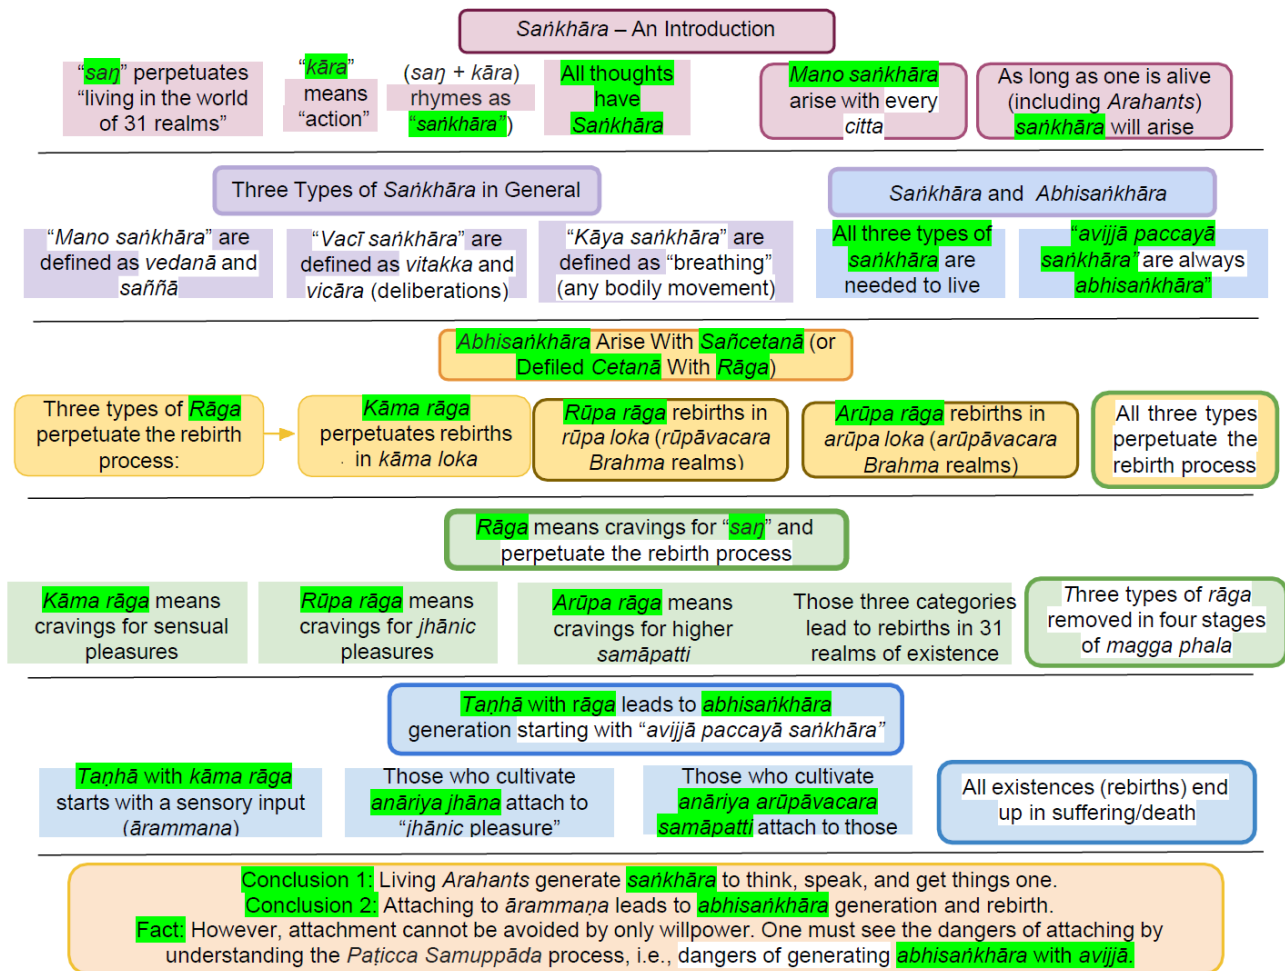 Saṅkhāra – An Introduction
“saŋ” perpetuates
“living in the world
of 31 realms”
“kāra”
means
“action”
(saŋ + kāra)
rhymes as
“saṅkhāra”)
All thoughts
have
Saṅkhāra
Mano saṅkhāra
arise with every
citta
As long as one is alive
(including Arahants)
saṅkhāra will arise
Three Types of Saṅkhāra in General
“Mano saṅkhāra” are
defined as vedanā and
saññā
“Vacī saṅkhāra” are
defined as vitakka and
vicāra (deliberations)
“Kāya saṅkhāra” are
defined as “breathing”
(any bodily movement)
Saṅkhāra and Abhisaṅkhāra
All three types of
saṅkhāra are
needed to live
“avijjā paccayā
saṅkhāra” are always
abhisaṅkhāra”
Abhisaṅkhāra Arise With Sañcetanā (or
Defiled Cetanā With Rāga)
Three types of Rāga
perpetuate the rebirth
process:
Kāma rāga
perpetuates rebirths
in kāma loka
Rūpa rāga rebirths in
rūpa loka (rūpāvacara
Brahma realms)
Arūpa rāga rebirths in
arūpa loka (arūpāvacara
Brahma realms)
All three types
perpetuate the
rebirth process
Rāga means cravings for “saŋ” and
perpetuate the rebirth process
Kāma rāga means
cravings for sensual
pleasures
Rūpa rāga means
cravings for jhānic
pleasures
Arūpa rāga means
cravings for higher
samāpatti
Those three categories
lead to rebirths in 31
realms of existence
Three types of rāga
removed in four stages
of magga phala
Taṇhā with rāga leads to abhisaṅkhāra
generation starting with “avijjā paccayā saṅkhāra”
Taṇhā with kāma rāga
starts with a sensory input
(ārammaṇa)
Those who cultivate
anāriya jhāna attach to
“jhānic pleasure”
Those who cultivate
anāriya arūpāvacara
samāpatti attach to those
All existences (rebirths) end
up in suffering/death
Conclusion 1: Living Arahants generate saṅkhāra to think, speak, and get things one.
Conclusion 2: Attaching to ārammaṇa leads to abhisaṅkhāra generation and rebirth.
Fact: However, attachment cannot be avoided by only willpower. One must see the dangers of attaching by
understanding the Paṭicca Samuppāda process, i.e., dangers of generating abhisaṅkhāra with avijjā.